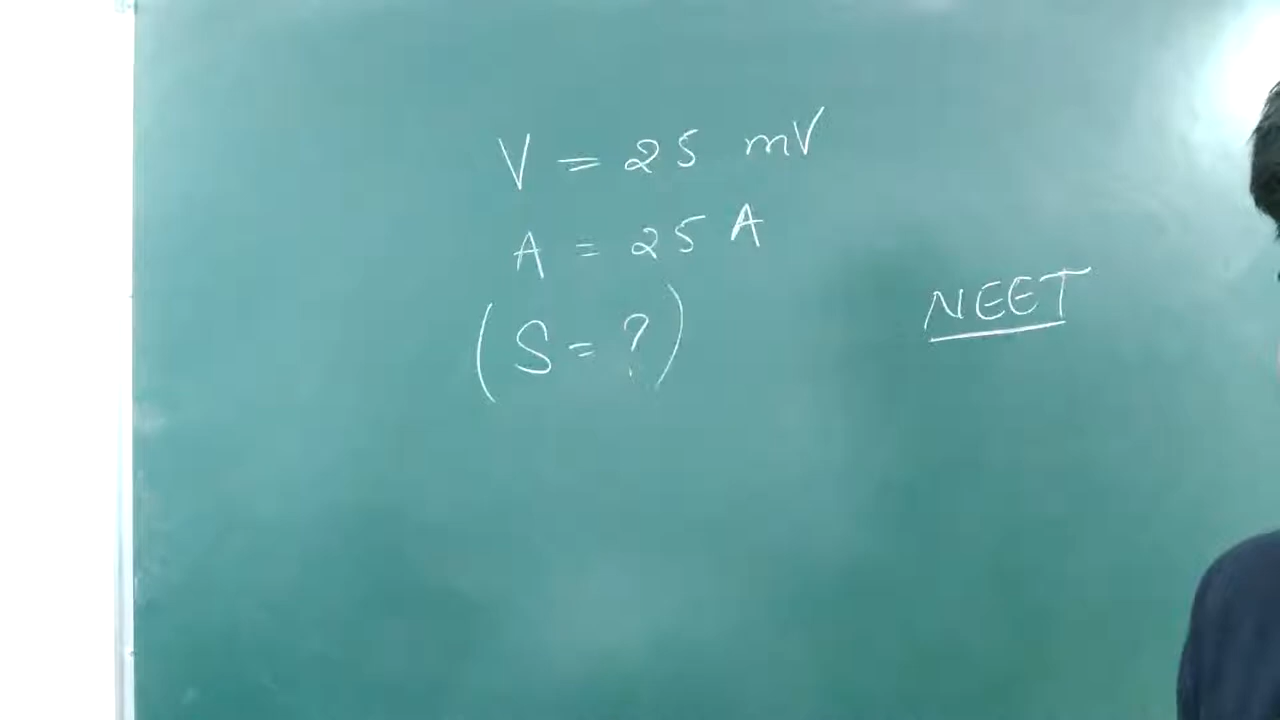 V = 25 mV
A = 25 A
(S = ?)
NEET